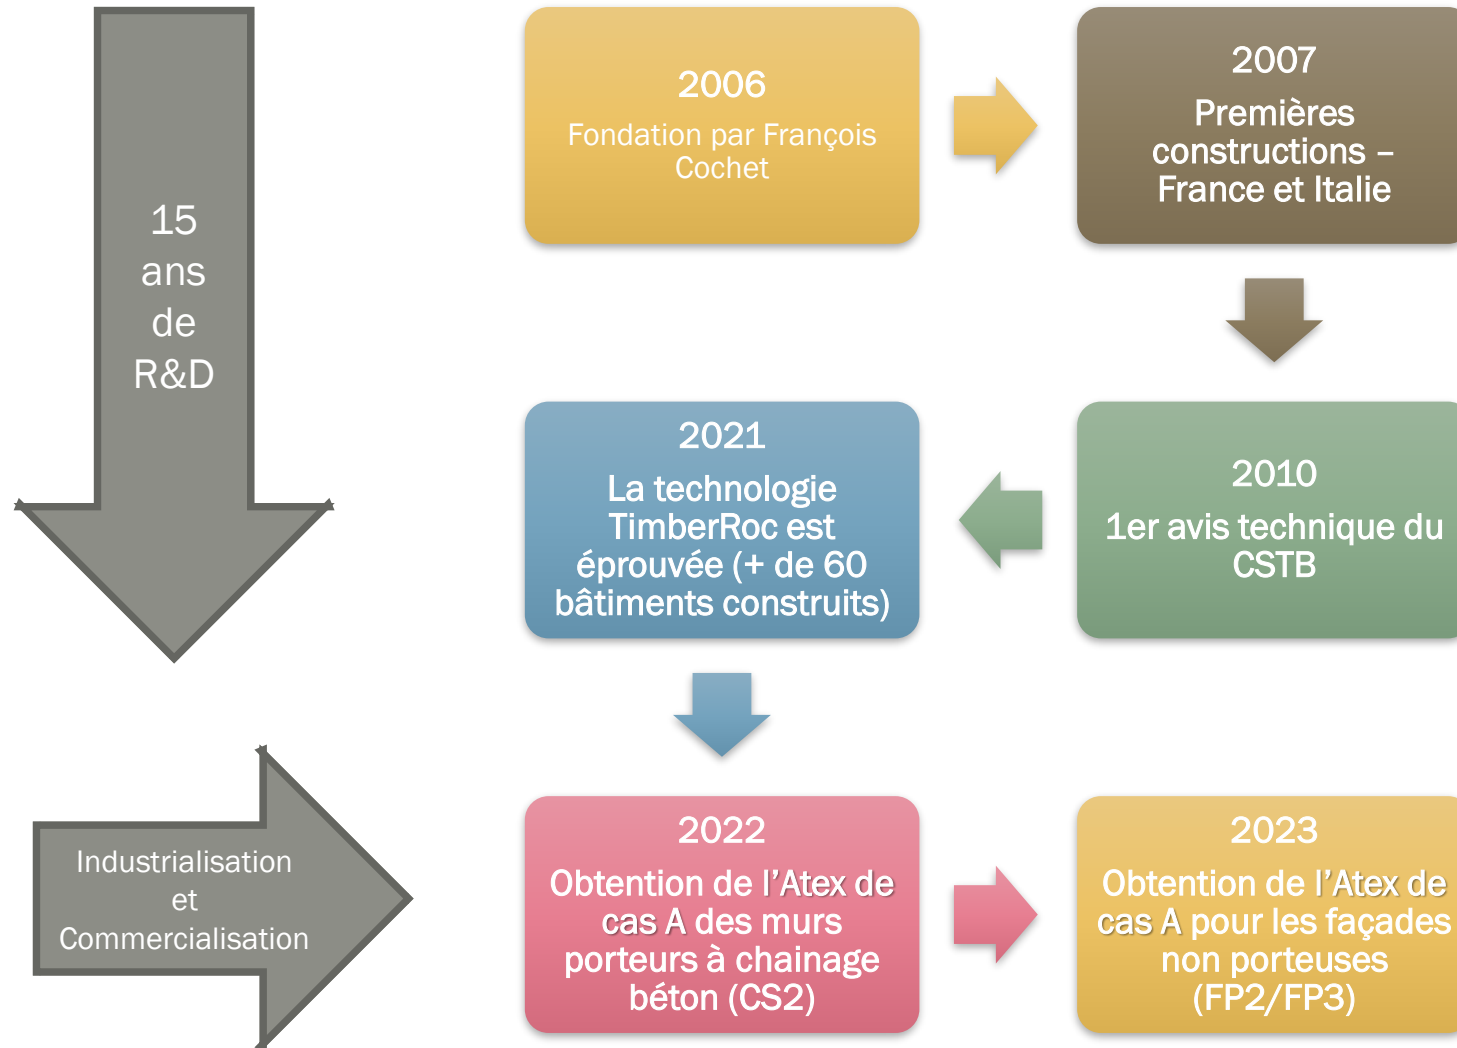 15
ans
de
R&D
2006
Fondation par François
Cochet
2007
Premières
constructions –
France et Italie
2010
1er avis technique du
CSTB
2021
La technologie
TimberRoc est
éprouvée (+ de 60
bâtiments construits)
Industrialisation
et
Commercialisation
2022
Obtention de l’Atex de
cas A des murs
porteurs à chainage
béton (CS2)
2023
Obtention de l’Atex de
cas A pour les façades
non porteuses
(FP2/FP3)